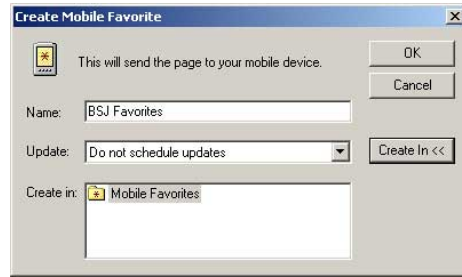 Create Mobile Favorite
This will send the page to your mobile device.
OK
Cancel
Name: BSJ Favorites
Update: Do not schedule updates
Create In <<
Create in: Mobile Favorites